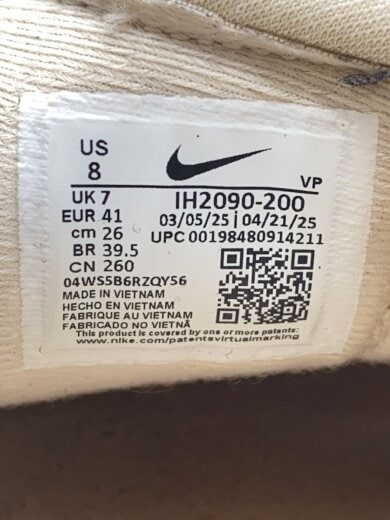 US
8
VP
UK 7
IH2090-200
EUR 41
03/05/25 | 04/21/25
cm 26
UPC 00198480914211
BR 39.5
CN 260
04WS5B6RZQY56
MADE IN VIETNAM
HECHO EN VIETNAM
FABRIQUE AU VIETNAM
FABRICADO NO VIETNÃ
This product is covered by one or more patents:
www.nike.com/patentsvirtualmarking